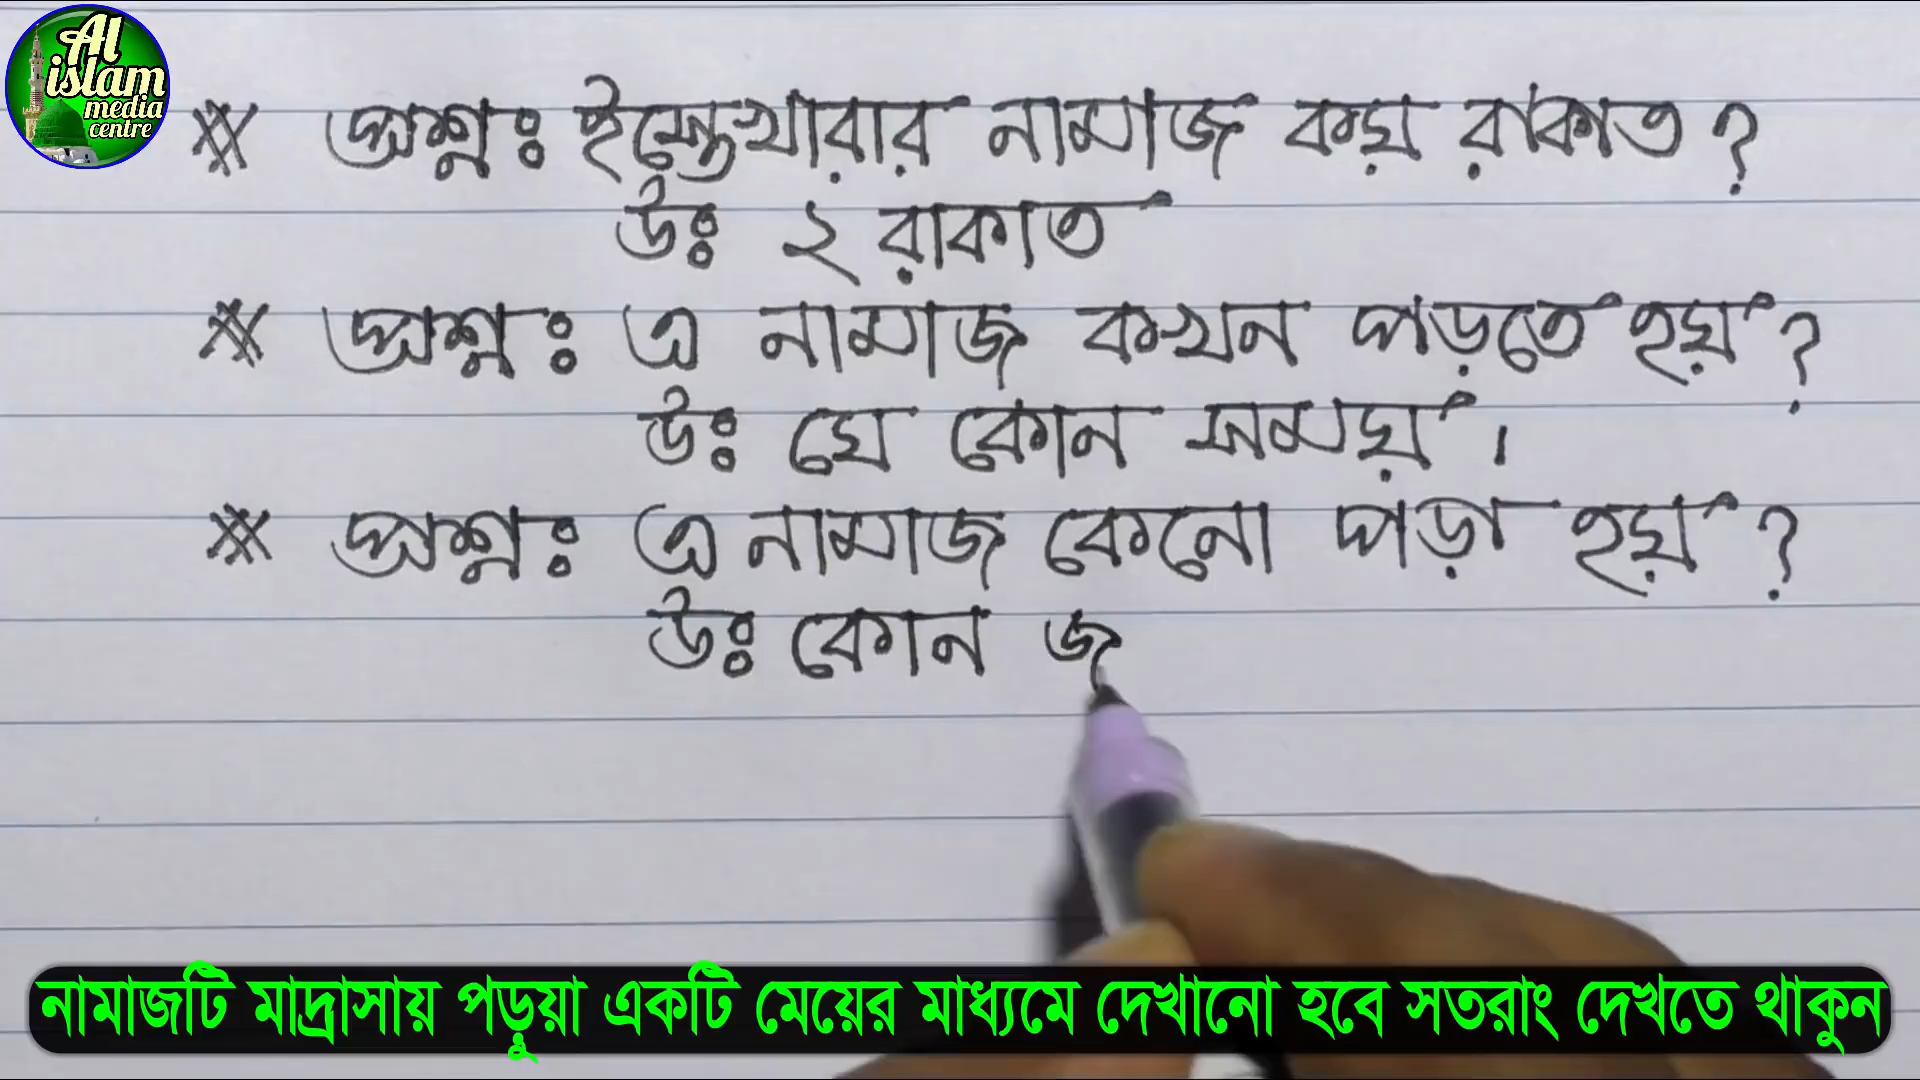 Al
islam
media
centre
* প্রশ্নঃ ইস্তেখারার নামাজ কয় রাকাত ?
উঃ ২ রাকাত
* প্রশ্নঃ এ নামাজ কখন পড়তে হয় ?
উঃ যে কোন সময় ।
* প্রশ্নঃ এ নামাজ কেনো পড়া হয় ?
উঃ কোন জ
নামাজটি মাদ্রাসায় পড়ুয়া একটি মেয়ের মাধ্যমে দেখানো হবে সতরাং দেখতে থাকুন